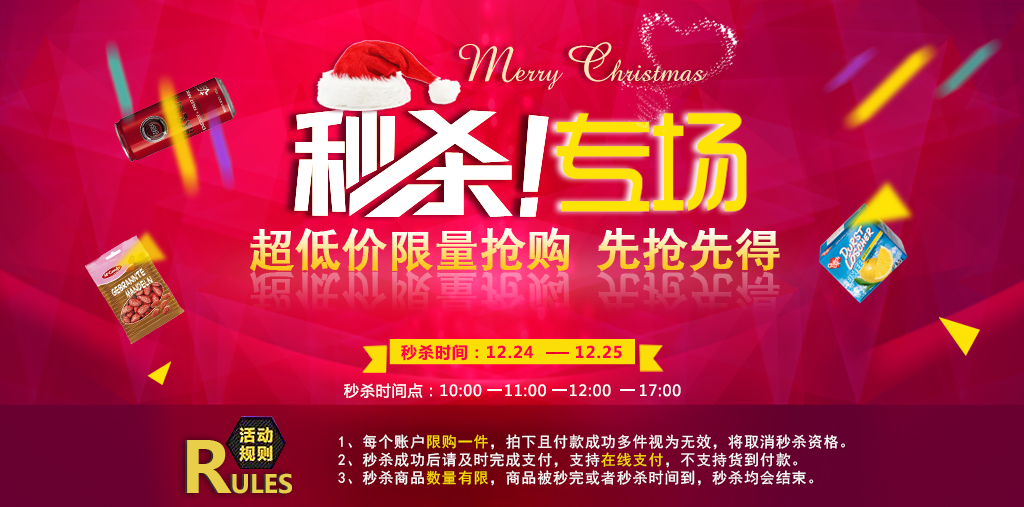 Merry Christmas
秒杀!专场
超低价限量抢购 先抢先得
GEBRANNTE
MANDELN
DURST
LÖSCHER
秒杀时间:12.24 —— 12.25
秒杀时间点:10:00 —11:00 —12:00 —17:00
活动
规则
RULES
1、每个账户限购一件，拍下且付款成功多件视为无效，将取消秒杀资格。
2、秒杀成功后请及时完成支付，支持在线支付，不支持货到付款。
3、秒杀商品数量有限，商品被秒完或者秒杀时间到，秒杀均会结束。